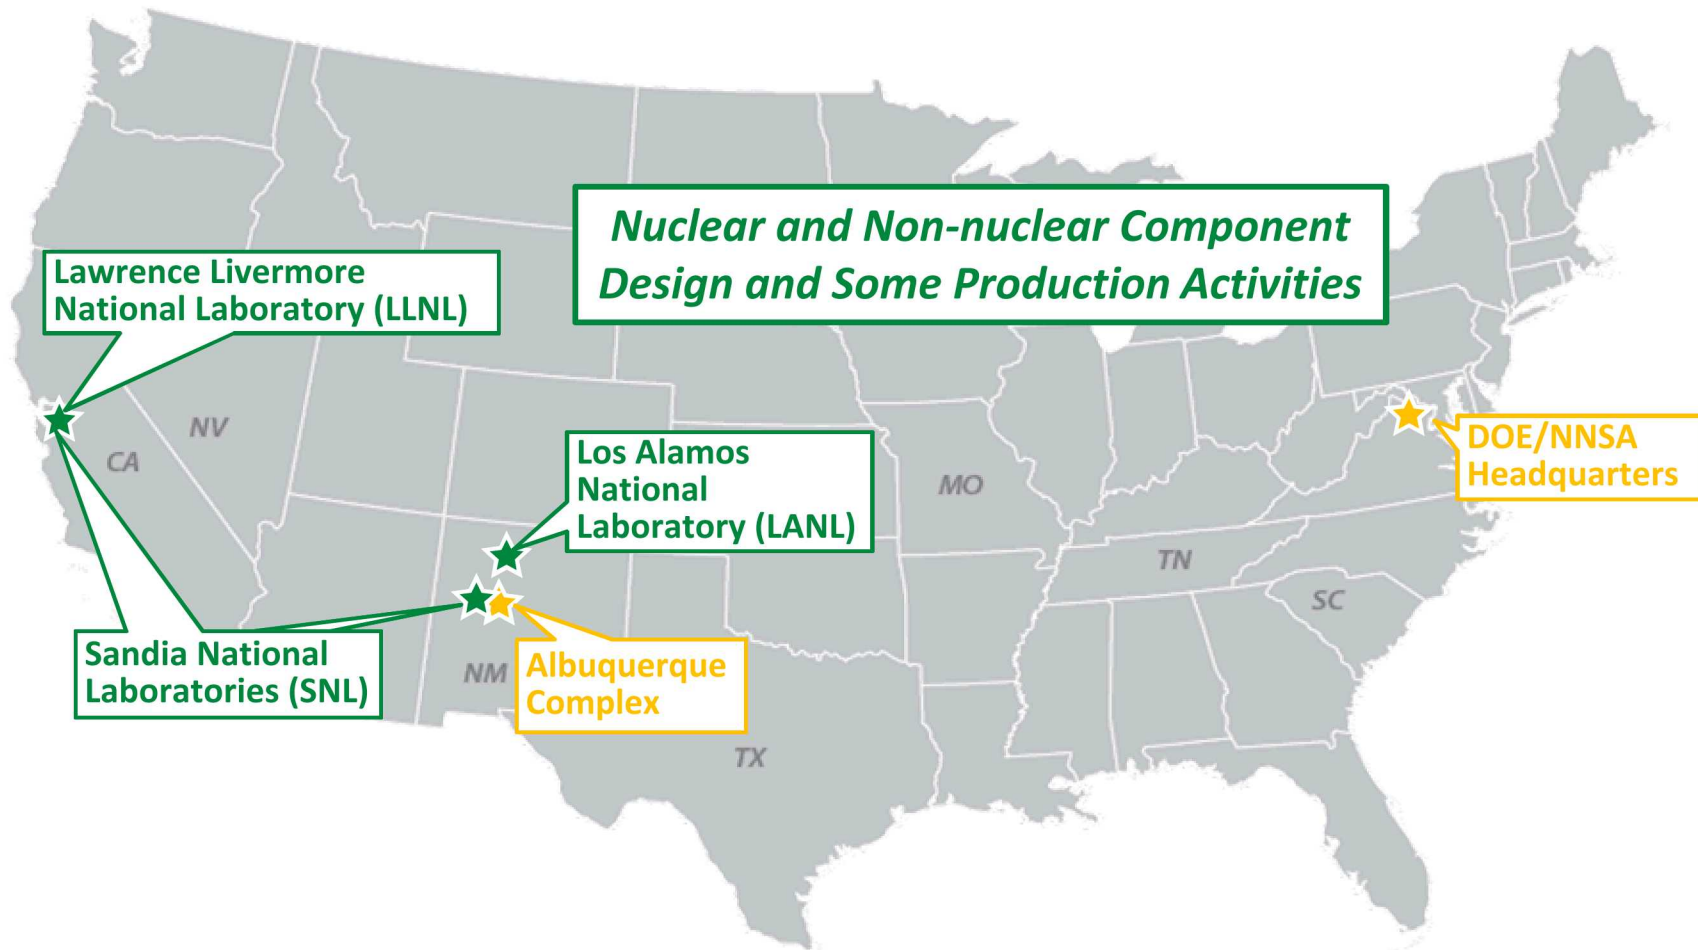 Nuclear and Non-nuclear Component
Design and Some Production Activities
Lawrence Livermore
National Laboratory (LLNL)
NV
CA
Los Alamos
National
Laboratory (LANL)
MO
DOE/NNSA
Headquarters
TN
SC
Sandia National
Laboratories (SNL)
NM
Albuquerque
Complex
TX